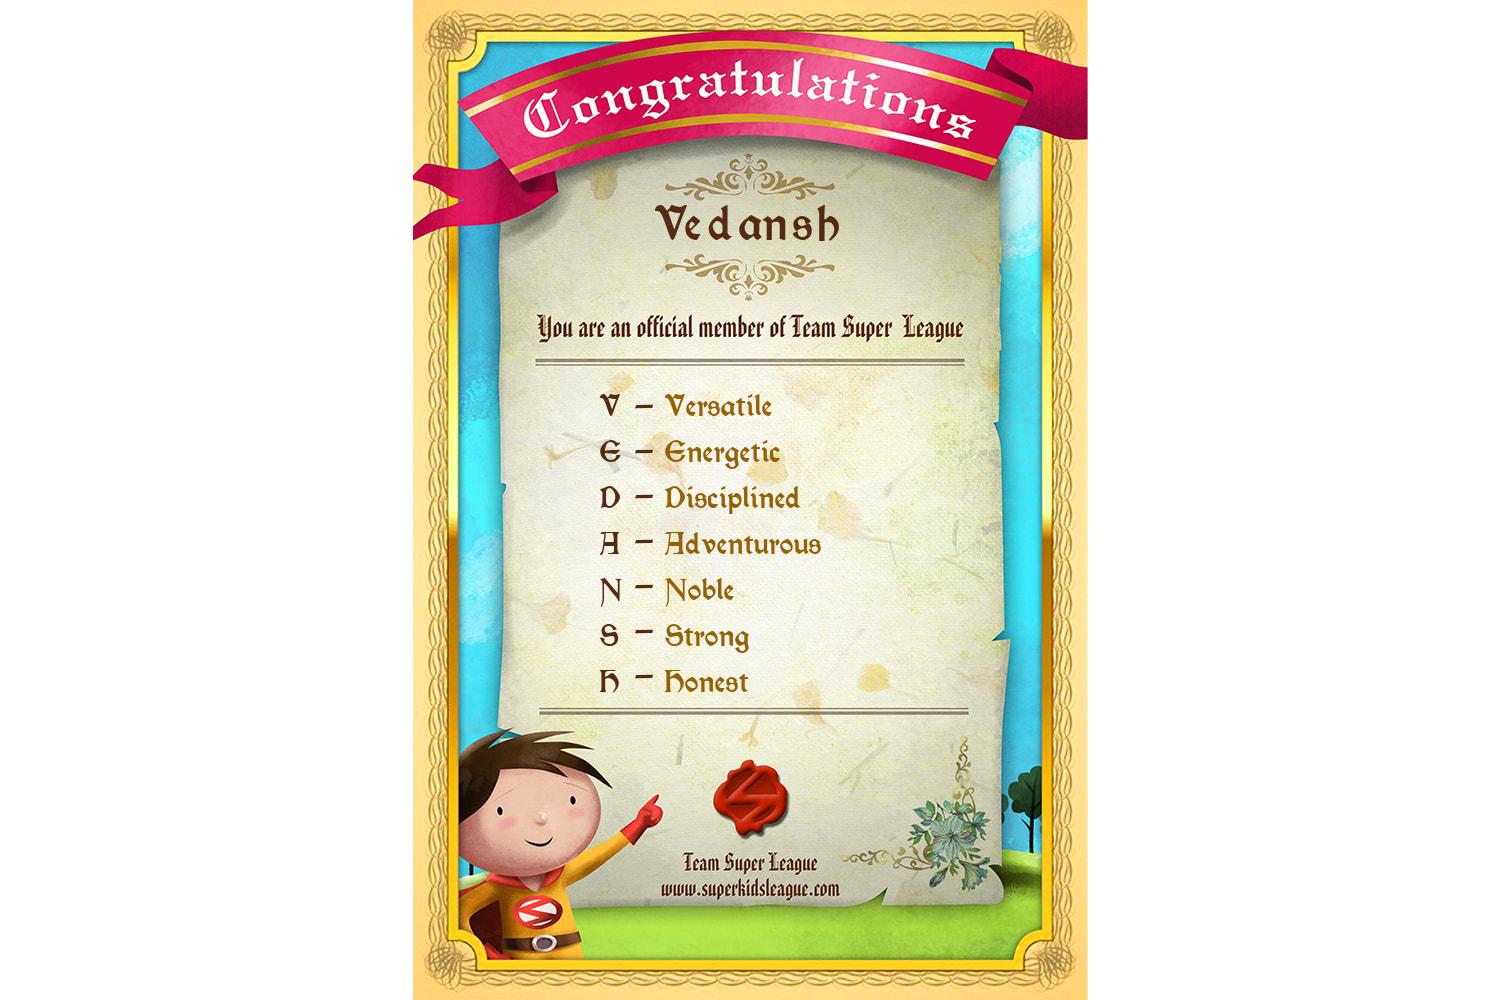 Congratulations
Vedansh
You are an official member of Team Super League
V – Versatile
E – Energetic
D – Disciplined
A – Adventurous
N – Noble
S – Strong
H – Honest
Team Super League
www.superkidsleague.com